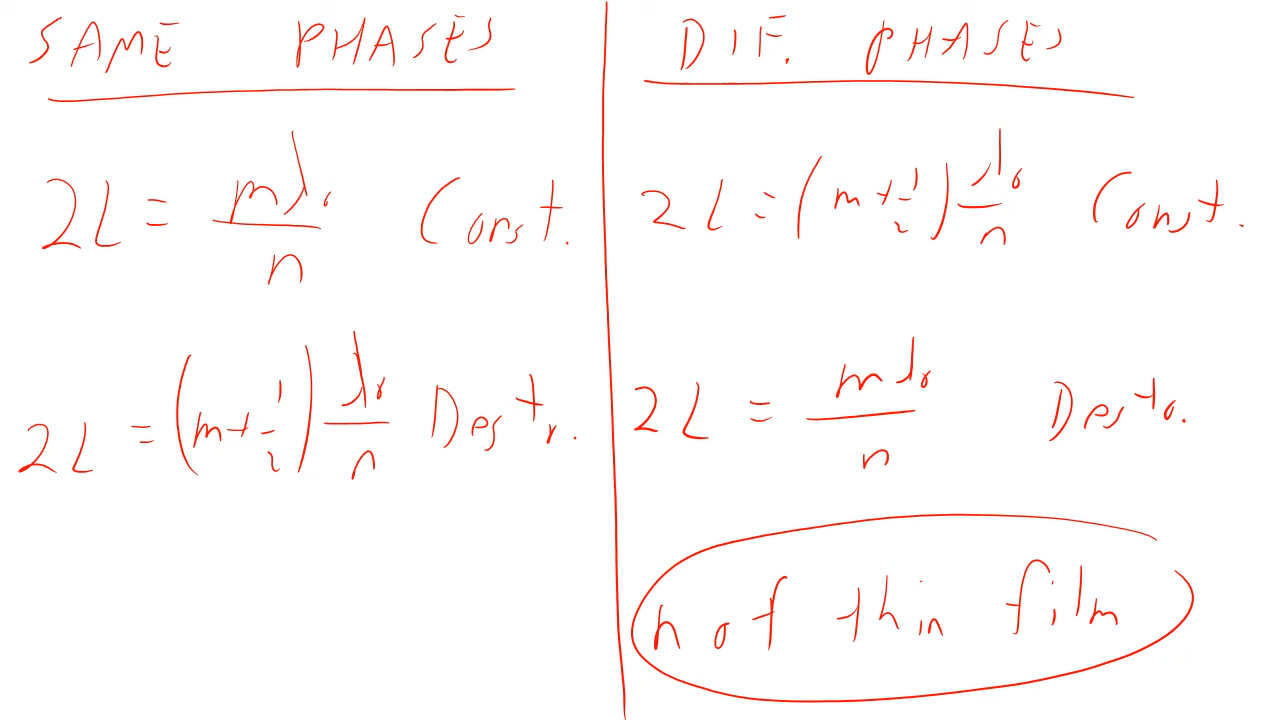 SAME PHASES
2L = mλ₀/n Const.
2L = (m+1/2) λ₀/n Destr.
DIF. PHASES
2L = (m+1/2) λ₀/n Const.
2L = mλ₀/n Destr.
n of thin film